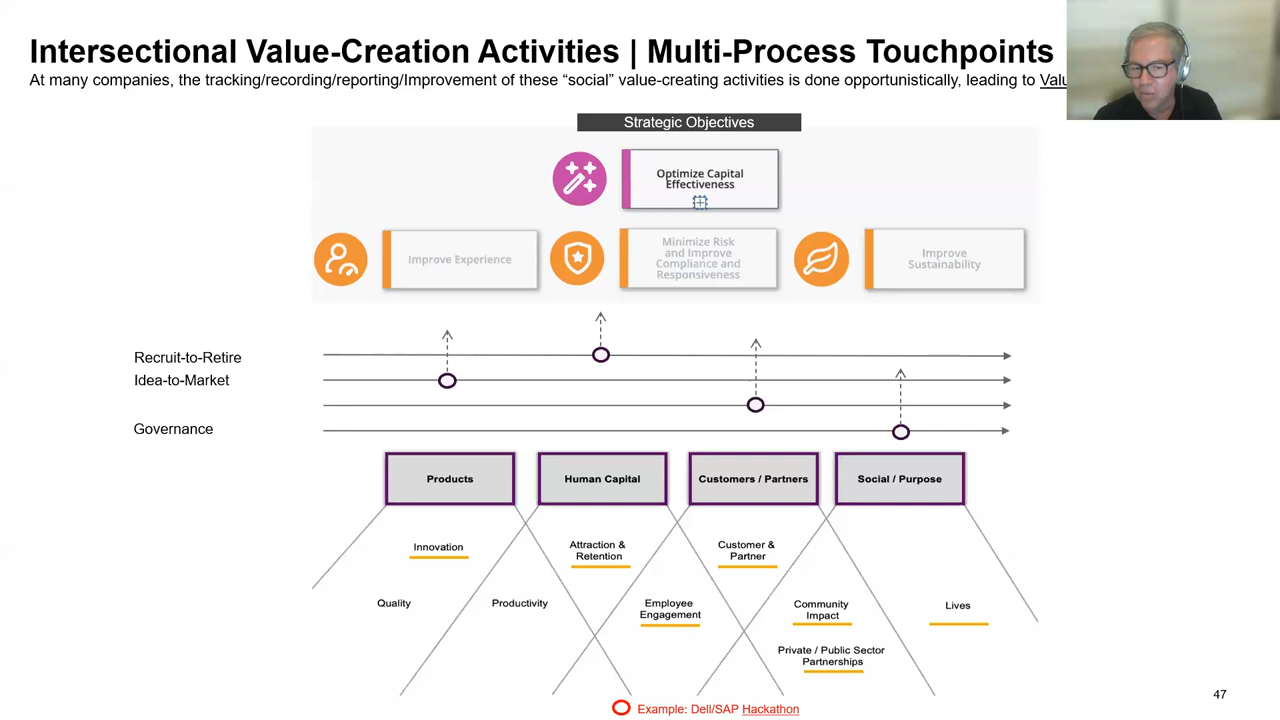 Intersectional Value-Creation Activities | Multi-Process Touchpoints
At many companies, the tracking/recording/reporting/Improvement of these “social” value-creating activities is done opportunistically, leading to
Strategic Objectives
Optimize Capital
Effectiveness
Improve Experience
Minimize Risk
and Improve
Compliance and
Responsiveness
Improve
Sustainability
Recruit-to-Retire
Idea-to-Market
Governance
Products
Human Capital
Customers / Partners
Social / Purpose
Innovation
Attraction &
Retention
Customer &
Partner
Quality
Productivity
Employee
Engagement
Community
Impact
Lives
Private / Public Sector
Partnerships
47
Example: Dell/SAP Hackathon